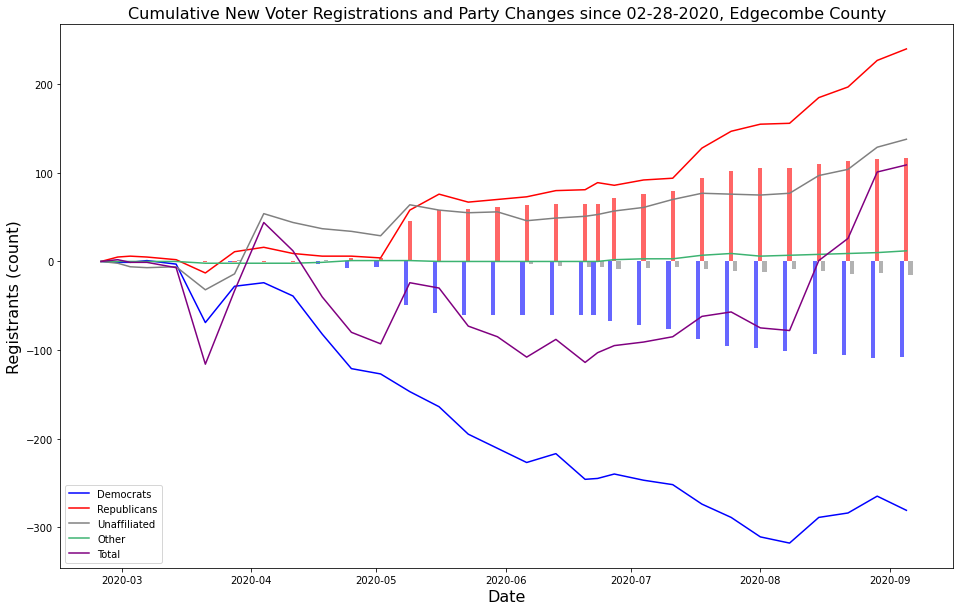 Cumulative New Voter Registrations and Party Changes since 02-28-2020, Edgecombe County
Registrants (count)
200
100
0
−100
−200
−300
Democrats
Republicans
Unaffiliated
Other
Total
2020-03 2020-04 2020-05 2020-06 2020-07 2020-08 2020-09
Date